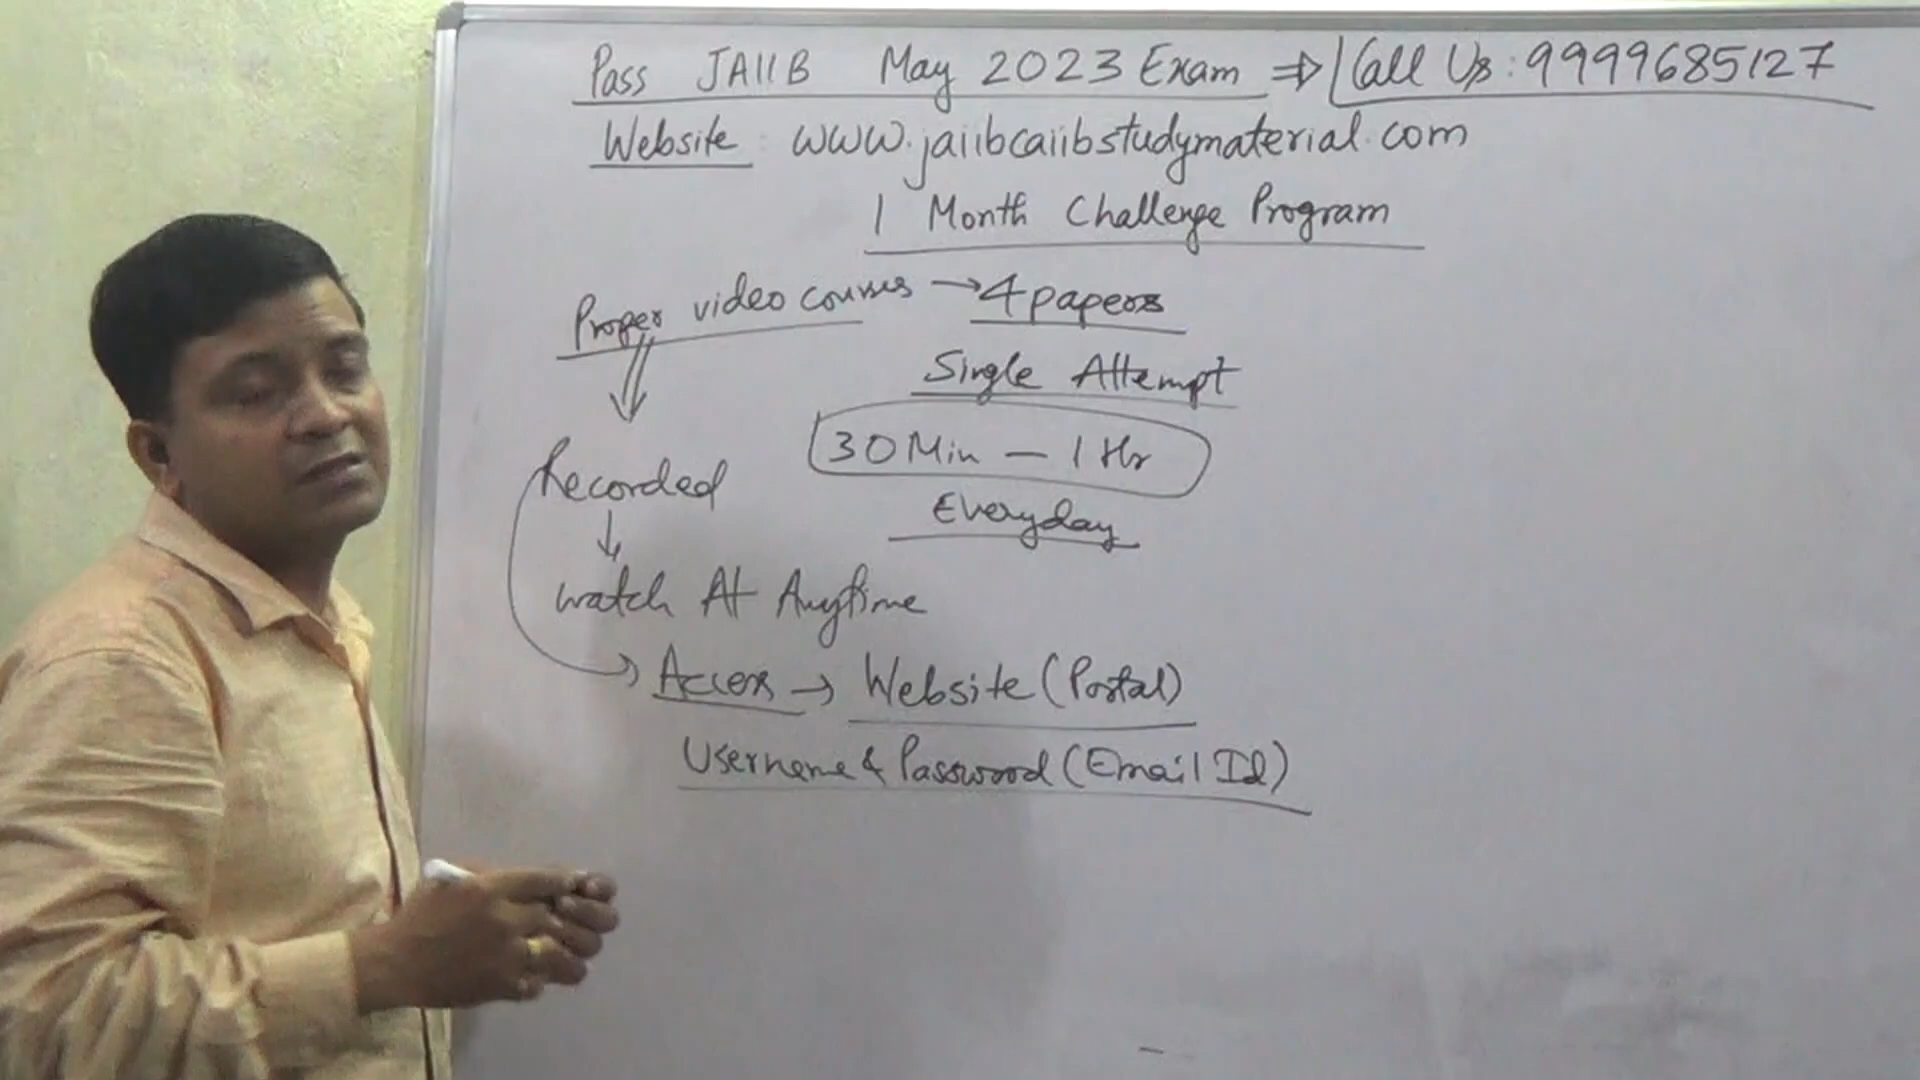 Pass JAIIB May 2023 Exam ⇒ Call Us: 9999685127
Website: www.jaiibcaiibstudymaterial.com
1 Month Challenge Program
Proper video courses → 4 papers
Single Attempt
30 Min — 1 Hr
Everyday
Recorded
watch At Anytime
Access → Website (Portal)
Username & Password (Email Id)